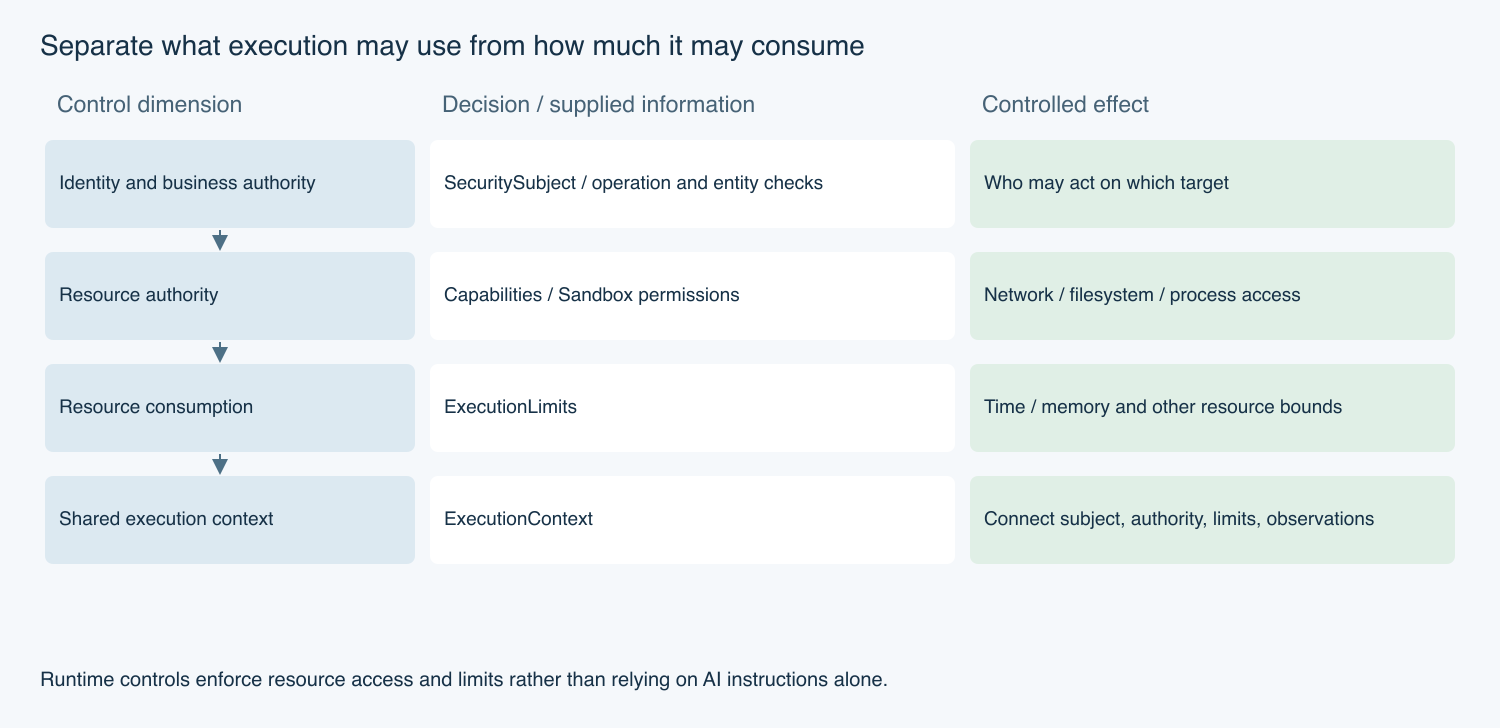 Separate what execution may use from how much it may consume
Control dimension
Decision / supplied information
Controlled effect
Identity and business authority
SecuritySubject / operation and entity checks
Who may act on which target
Resource authority
Capabilities / Sandbox permissions
Network / filesystem / process access
Resource consumption
ExecutionLimits
Time / memory and other resource bounds
Shared execution context
ExecutionContext
Connect subject, authority, limits, observations
Runtime controls enforce resource access and limits rather than relying on AI instructions alone.